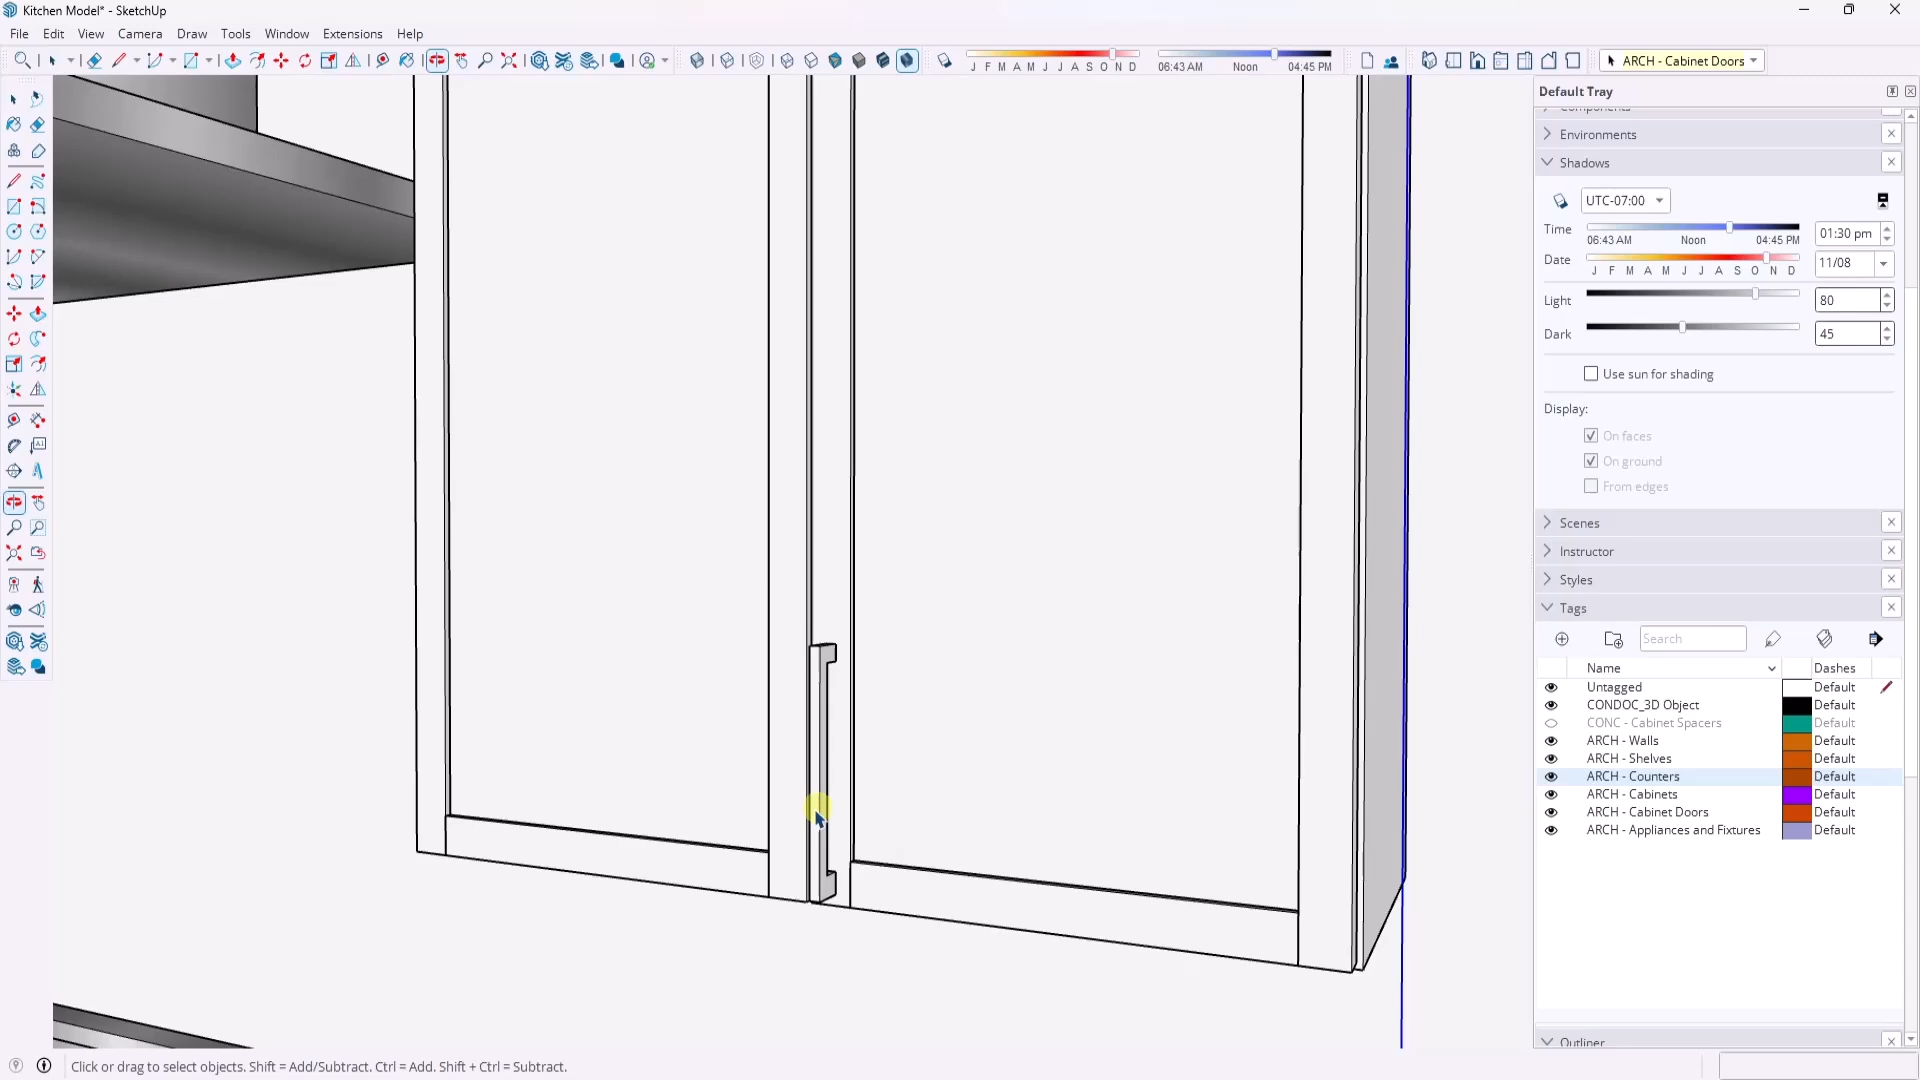 Kitchen Model* - SketchUp
File Edit View Camera Draw Tools Window Extensions Help
J F M A M J J A S O N D
06:43 AM Noon 04:45 PM
ARCH - Cabinet Doors
Default Tray
Components
Environments
Shadows
UTC-07:00
Time
06:43 AM Noon 04:45 PM
01:30 pm
Date
J F M A M J J A S O N D
11/08
Light
80
Dark
45
Use sun for shading
Display:
On faces
On ground
From edges
Scenes
Instructor
Styles
Tags
Search
Name Dashes
Untagged Default
CONDOC_3D Object Default
CONC - Cabinet Spacers Default
ARCH - Walls Default
ARCH - Shelves Default
ARCH - Counters Default
ARCH - Cabinets Default
ARCH - Cabinet Doors Default
ARCH - Appliances and Fixtures Default
Outliner
Click or drag to select objects. Shift = Add/Subtract. Ctrl = Add. Shift + Ctrl = Subtract.